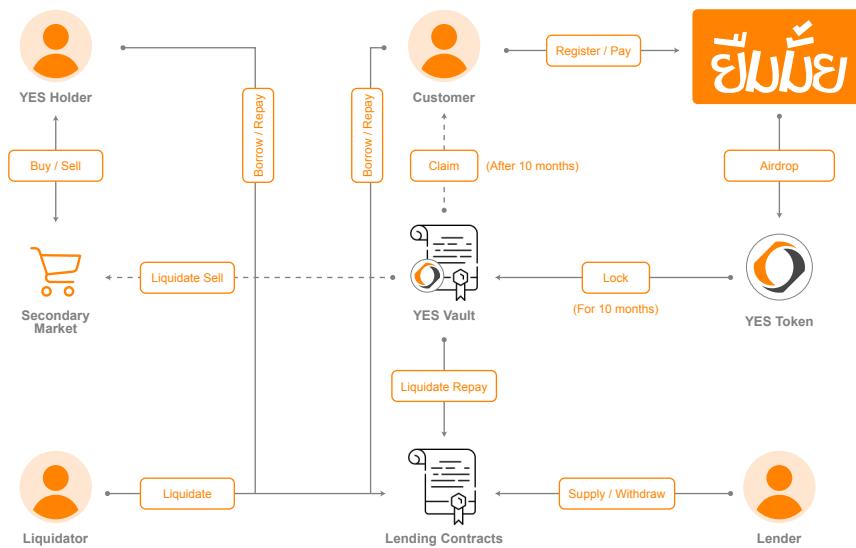 Register / Pay
ยืมมั้ย
YES Holder
Customer
Borrow / Repay
Borrow / Repay
Buy / Sell
Claim
(After 10 months)
Airdrop
Liquidate Sell
Lock
(For 10 months)
Secondary
Market
YES Vault
YES Token
Liquidate Repay
Liquidate
Supply / Withdraw
Liquidator
Lending Contracts
Lender